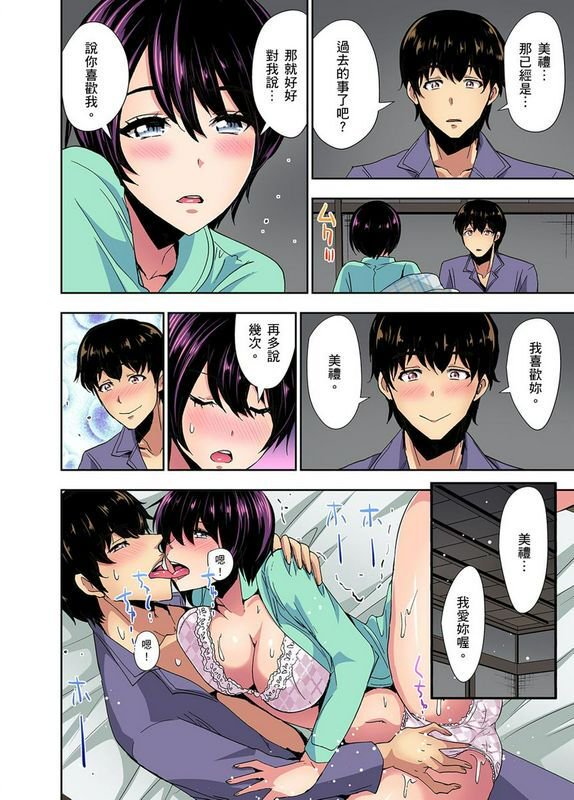 美禮…
那已經是…
過去的事了吧？
那就好好
對我說…
說你喜歡我。
ムクリ
我喜歡妳。
美禮。
再多說
幾次。
美禮…
我愛妳喔。
嗯！
嗯！